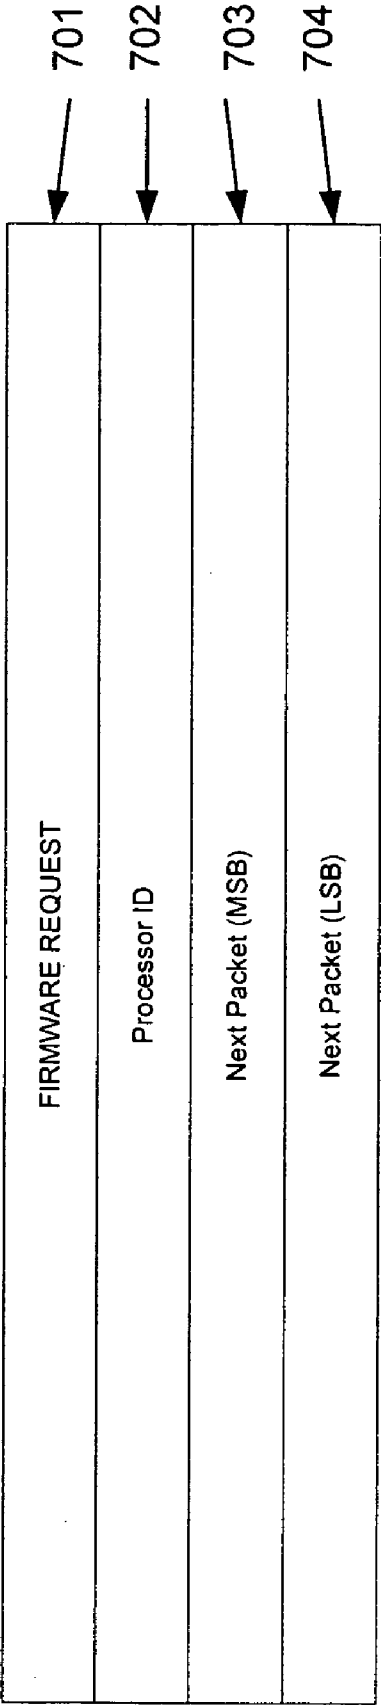 FIRMWARE REQUEST 701
Processor ID 702
Next Packet (MSB) 703
Next Packet (LSB) 704